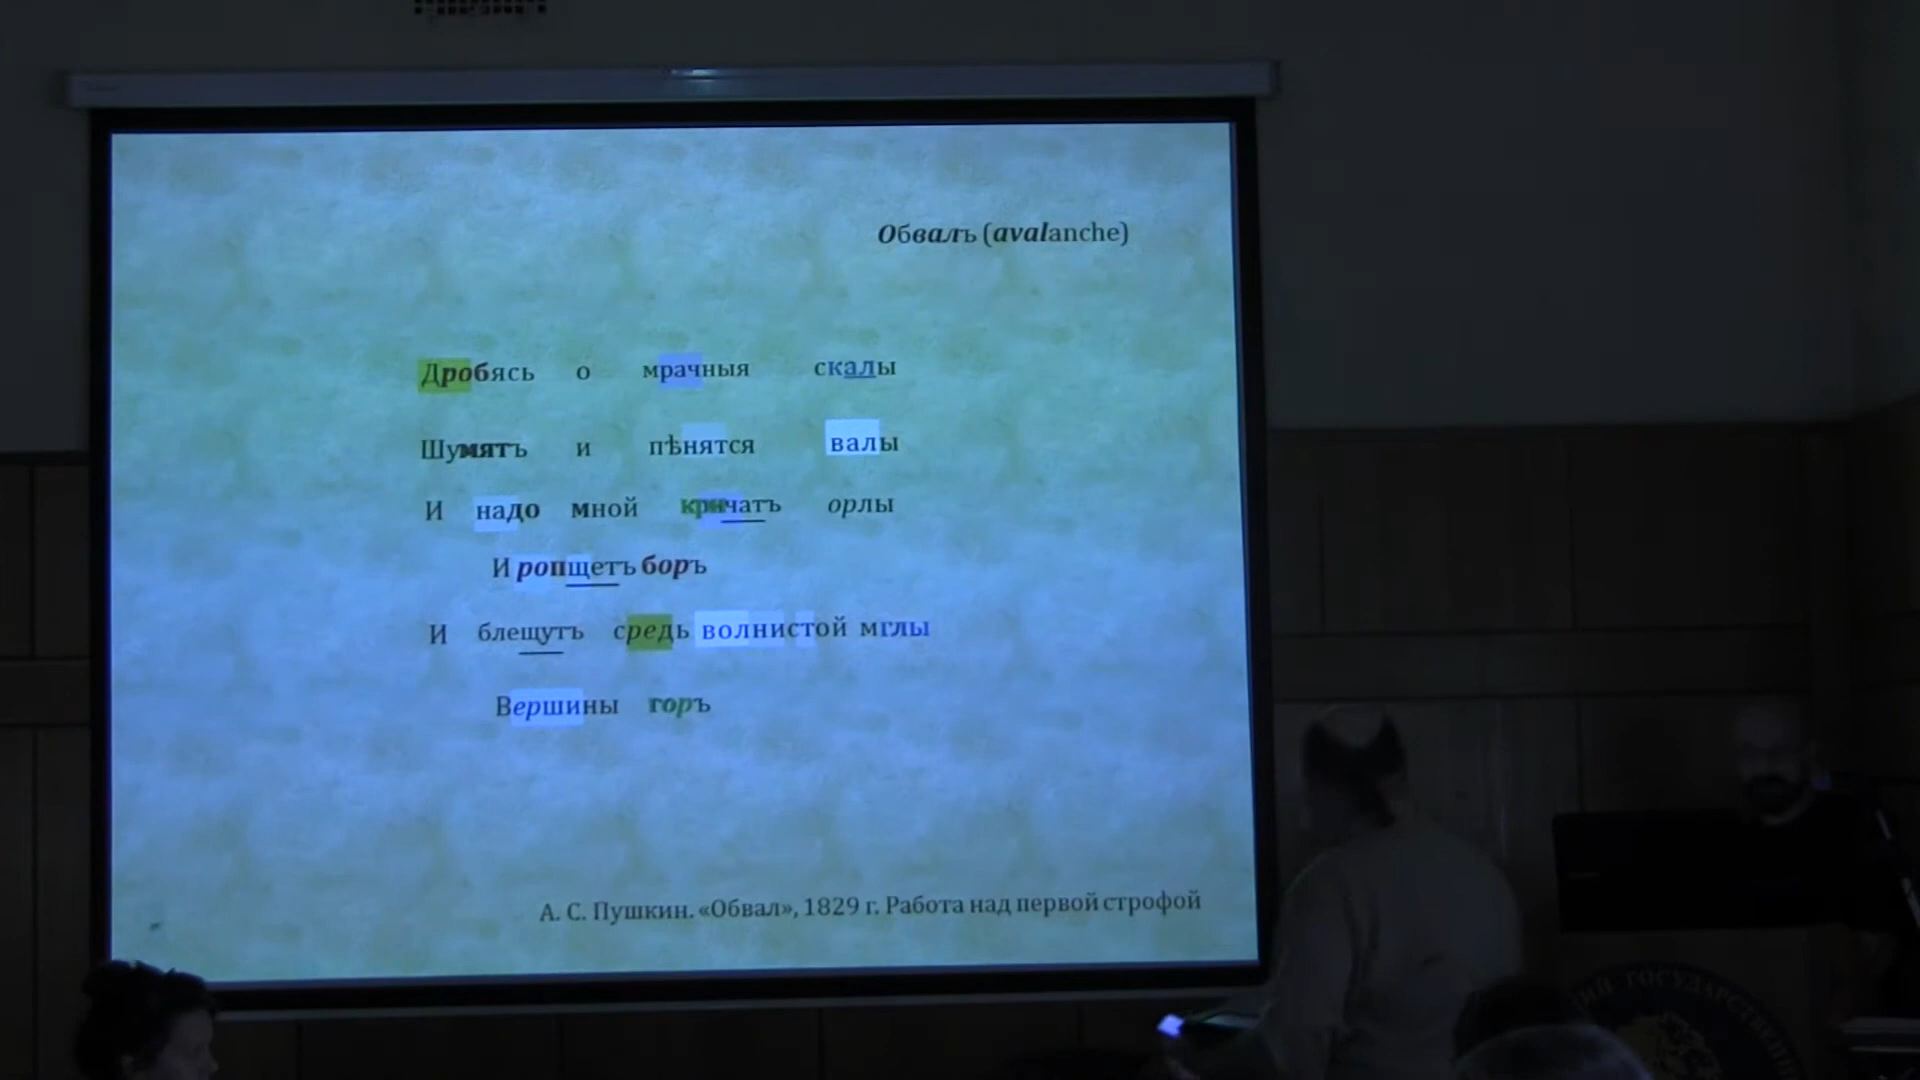 Обвалъ (avalanche)
Дробясь о мрачныя скалы
Шумятъ и пѣнятся валы
И надо мной кричатъ орлы
И ропщетъ боръ
И блещутъ средь волнистой мглы
Вершины горъ
А. С. Пушкин. «Обвал», 1829 г. Работа над первой строфой